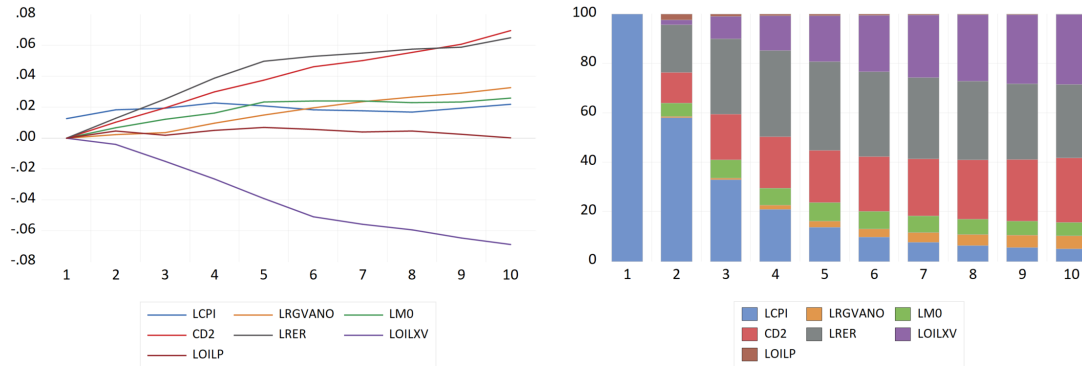 .08
.06
.04
.02
.00
-.02
-.04
-.06
-.08
1 2 3 4 5 6 7 8 9 10
LCPI LRGVANO LM0
CD2 LRER LOILXV
LOILP
100
80
60
40
20
0
1 2 3 4 5 6 7 8 9 10
LCPI LRGVANO LM0
CD2 LRER LOILXV
LOILP